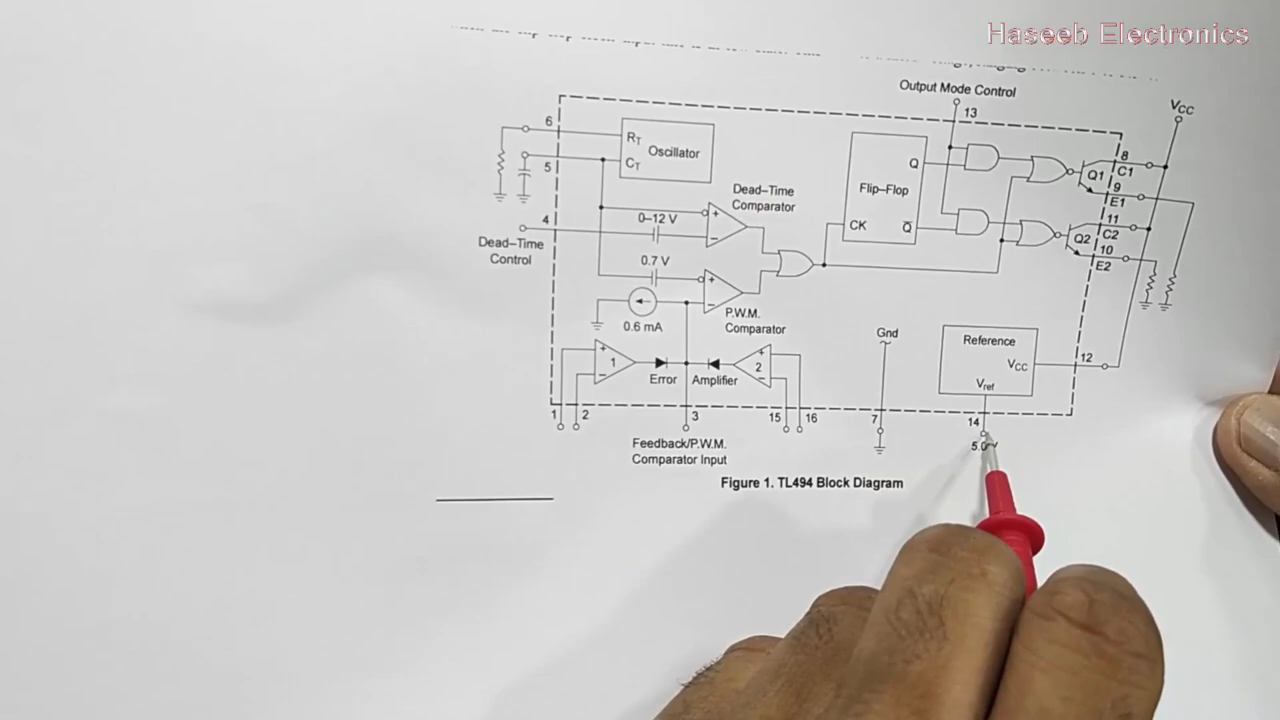 Haseeb Electronics
Output Mode Control
13
VCC
6
RT
Oscillator
CT
5
8
C1
Q
Q1
9
E1
Flip–Flop
Dead–Time
Comparator
4
0–12 V
11
C2
CK
Q
Q2
10
E2
Dead–Time
Control
0.7 V
0.6 mA
P.W.M.
Comparator
Gnd
Reference
VCC
12
1
2
Error
Amplifier
Vref
1
2
3
15
16
7
14
Feedback/P.W.M.
Comparator Input
Figure 1. TL494 Block Diagram